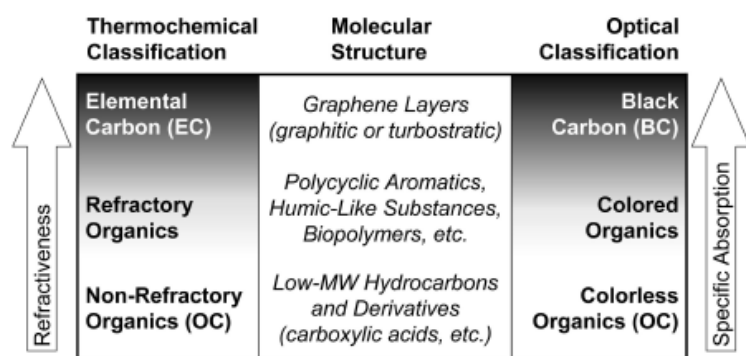 Thermochemical Classification
Molecular Structure
Optical Classification
Elemental Carbon (EC)
Graphene Layers
(graphitic or turbostratic)
Black Carbon (BC)
Refractory Organics
Polycyclic Aromatics,
Humic-Like Substances,
Biopolymers, etc.
Colored Organics
Non-Refractory Organics (OC)
Low-MW Hydrocarbons
and Derivatives
(carboxylic acids, etc.)
Colorless Organics (OC)
Refractiveness
Specific Absorption